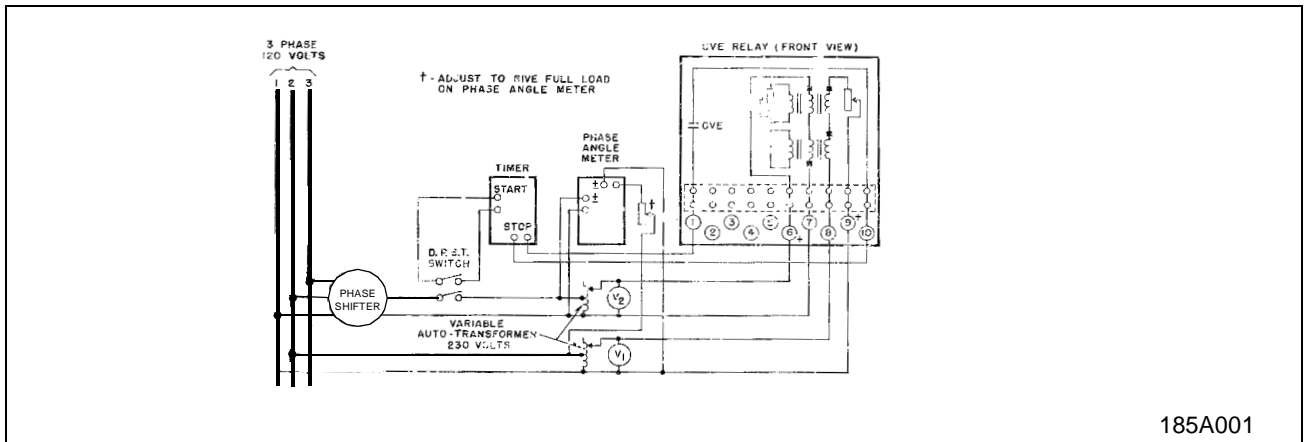 3 PHASE
120 VOLTS
1 2 3
† - ADJUST TO GIVE FULL LOAD
ON PHASE ANGLE METER
CVE RELAY (FRONT VIEW)
CVE
PHASE
ANGLE
METER
TIMER
START
STOP
± 
±
†
D.P.S.T.
SWITCH
PHASE
SHIFTER
VARIABLE
AUTO-TRANSFORMER
230 VOLTS
V2
V1
1 3 5 7 9 +
2 4 6 + 8 10
185A001